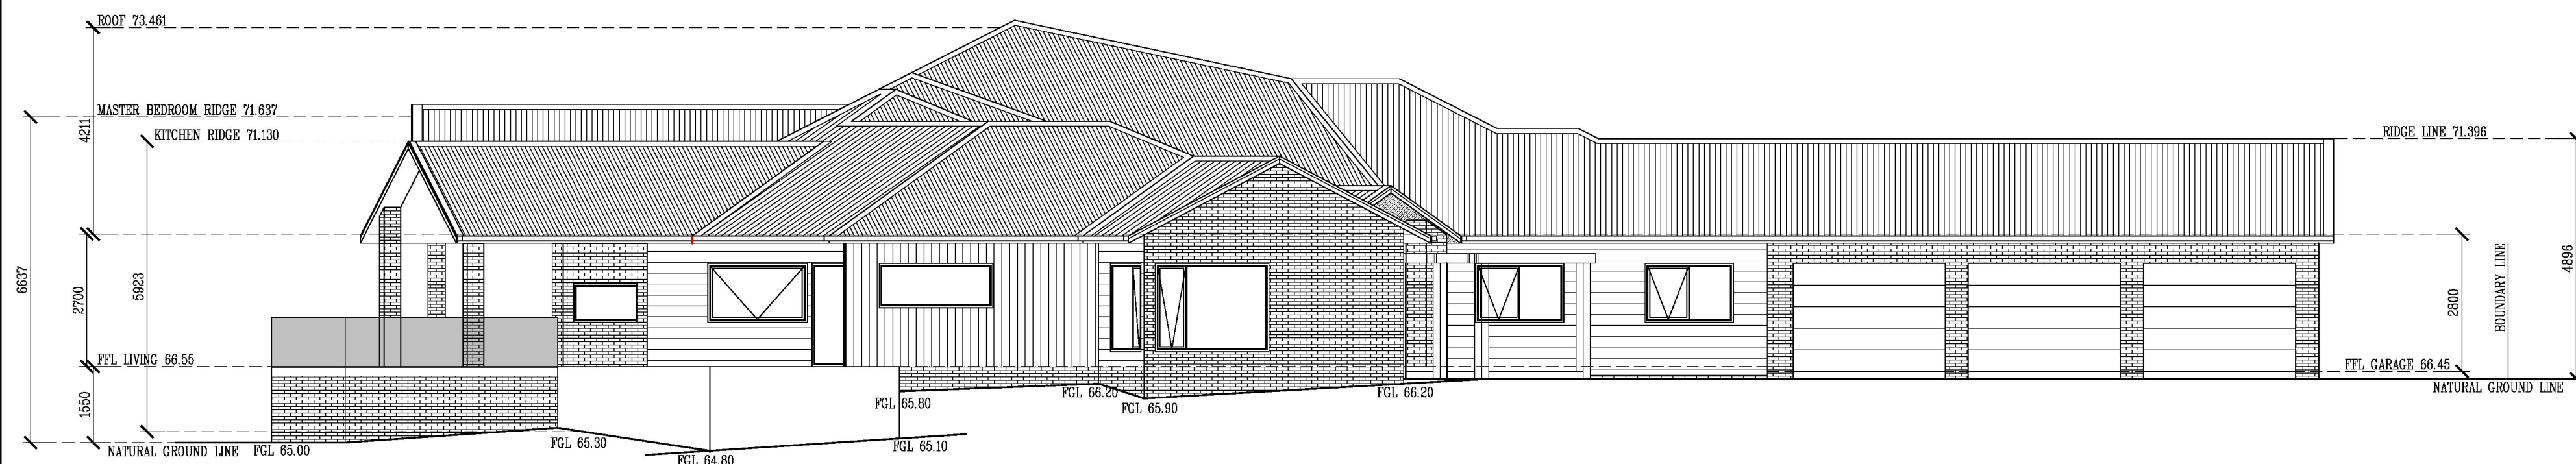 ROOF 73.461
MASTER BEDROOM RIDGE 71.637
4211
KITCHEN RIDGE 71.130
RIDGE LINE 71.396
6637
2700
5923
4896
2800
BOUNDARY LINE
FFL LIVING 66.55
FFL GARAGE 66.45
NATURAL GROUND LINE
1550
FGL 65.80
FGL 66.20
FGL 65.90
FGL 66.20
NATURAL GROUND LINE
FGL 65.00
FGL 65.30
FGL 64.80
FGL 65.10